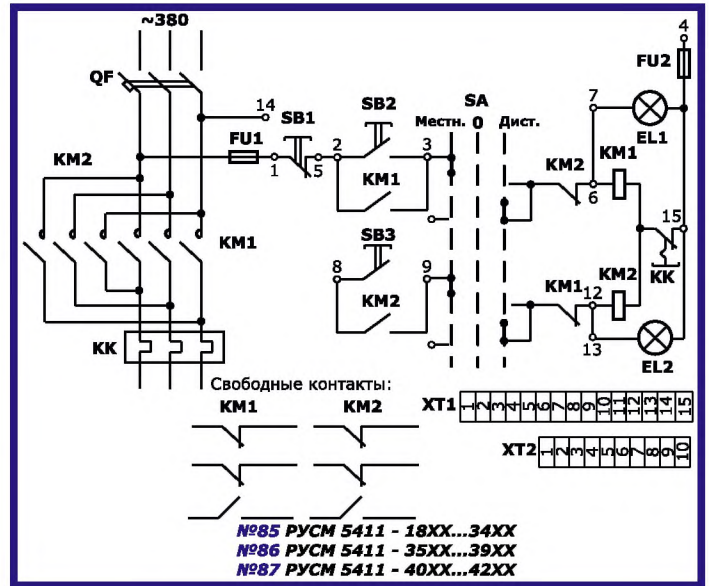 ~380
4
QF
FU2
14
SB1
SB2
SA
7
Местн.
0
Дист.
EL1
FU1
KM2
KM1
KM2
1
5
2
3
KM1
6
15
KM1
SB3
8
9
KM1
12
KM2
KK
KM2
13
KK
EL2
Свободные контакты:
KM1
KM2
XT1
1 2 3 4 5 6 7 8 9 10 11 12 13 14 15
XT2
1 2 3 4 5 6 7 8 9 10
№85 РУСМ 5411 - 18XX...34XX
№86 РУСМ 5411 - 35XX...39XX
№87 РУСМ 5411 - 40XX...42XX